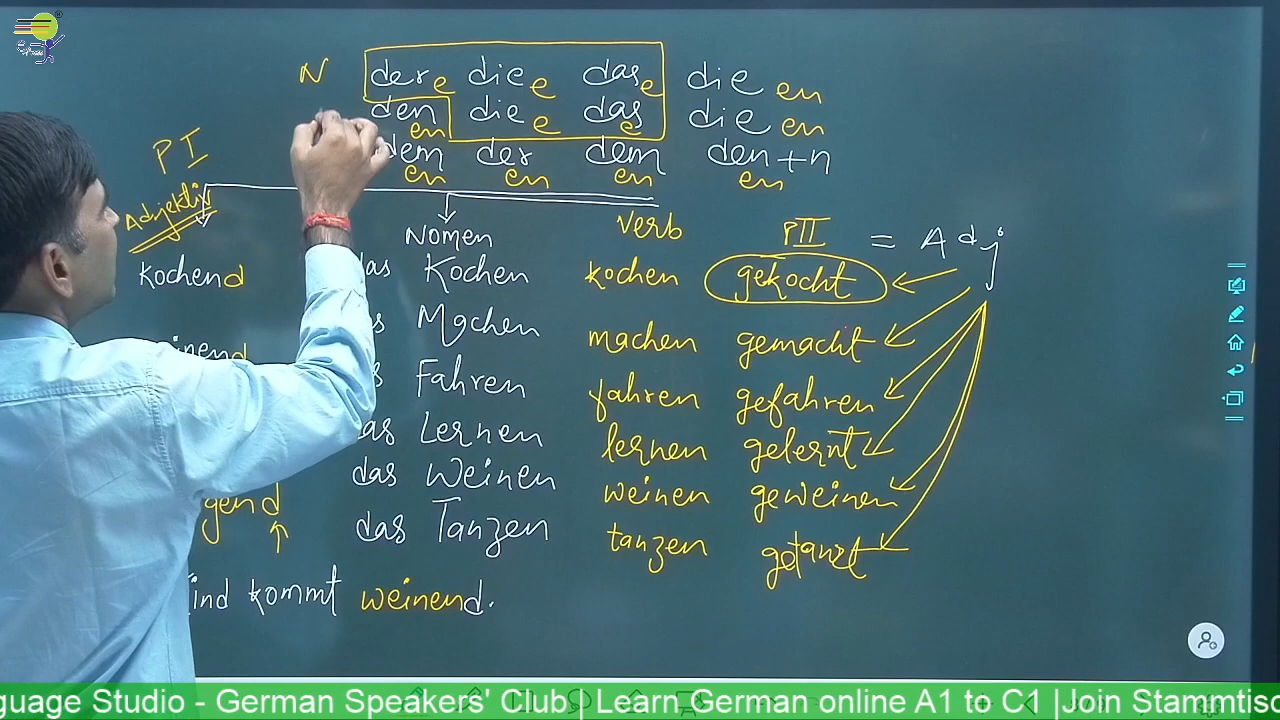 N der e die e das e die en
den en die e das e die en
dem en der en dem en den + n en
PI
Adjektiv Nomen Verb PII = Adj
kochend das Kochen kochen gekocht
Machen machen gemacht
Fahren fahren gefahren
Lernen lernen gelernt
das Weinen weinen geweinen
gend das Tanzen tanzen getanzt
ind kommt weinend.
guage Studio - German Speakers' Club | Learn German online A1 to C1 |Join Stammtisc